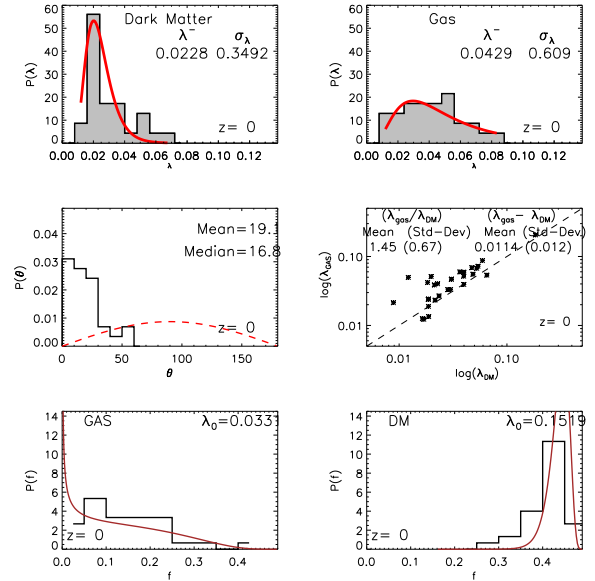 Dark Matter
λ¯ σλ
0.0228 0.3492
z= 0
P(λ)
60
50
40
30
20
10
0
0.00 0.02 0.04 0.06 0.08 0.10 0.12
λ
Gas
λ¯ σλ
0.0429 0.609
z= 0
P(λ)
60
50
40
30
20
10
0
0.00 0.02 0.04 0.06 0.08 0.10 0.12
λ
Mean=19.1
Median=16.8
z= 0
P(θ)
0.04
0.03
0.02
0.01
0.00
0 50 100 150
θ
(λgas/λDM) (λgas− λDM)
Mean (Std-Dev) Mean (Std-Dev)
1.45 (0.67) 0.0114 (0.012)
z= 0
log(λGAS)
0.10
0.01
0.01 0.10
log(λDM)
GAS λ0=0.0331
z= 0
P(f)
14
12
10
8
6
4
2
0
0.0 0.1 0.2 0.3 0.4
f
DM λ0=0.1519
z= 0
P(f)
14
12
10
8
6
4
2
0
0.0 0.1 0.2 0.3 0.4
f